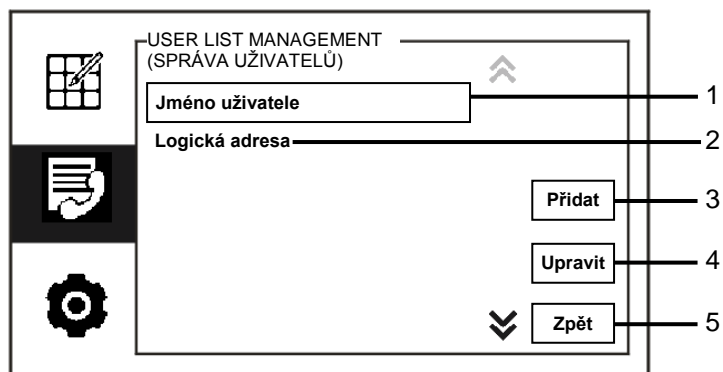 USER LIST MANAGEMENT
(SPRÁVA UŽIVATELŮ)
Jméno uživatele
1
Logická adresa
2
Přidat
3
Upravit
4
Zpět
5